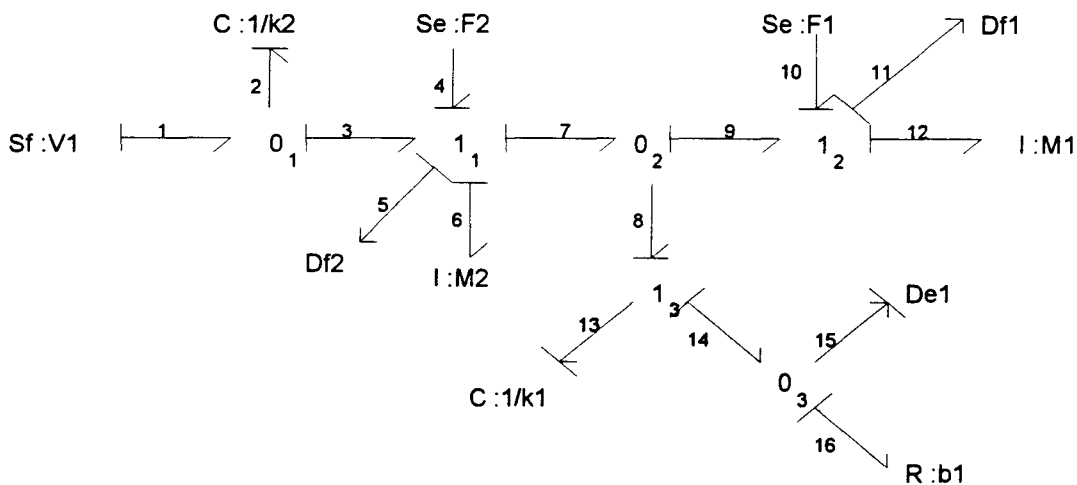 C :1/k2 Se :F2 Se :F1 Df1
2 4 10 11
Sf :V1 1 0 1 3 1 1 7 0 2 9 1 2 12 I :M1
5 6 8
Df2 I :M2
1 3 De1
13 14 15
C :1/k1 0 3
16
R :b1